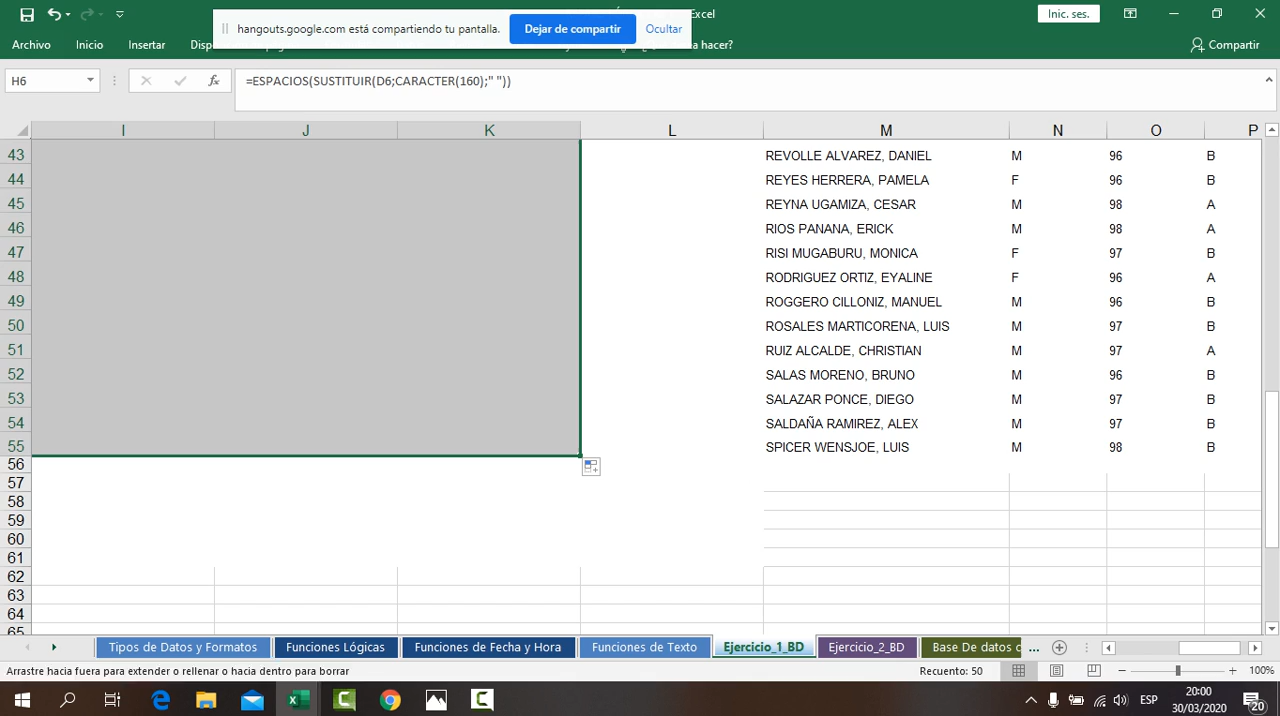 Excel
Inic. ses.
hangouts.google.com está compartiendo tu pantalla. Dejar de compartir Ocultar
Archivo Inicio Insertar hacer? Compartir
H6 fx =ESPACIOS(SUSTITUIR(D6;CARACTER(160);" "))
I J K L M N O P
43 REVOLLE ALVAREZ, DANIEL M 96 B
44 REYES HERRERA, PAMELA F 96 B
45 REYNA UGAMIZA, CESAR M 98 A
46 RIOS PANANA, ERICK M 98 A
47 RISI MUGABURU, MONICA F 97 B
48 RODRIGUEZ ORTIZ, EYALINE F 96 A
49 ROGGERO CILLONIZ, MANUEL M 96 B
50 ROSALES MARTICORENA, LUIS M 97 B
51 RUIZ ALCALDE, CHRISTIAN M 97 A
52 SALAS MORENO, BRUNO M 96 B
53 SALAZAR PONCE, DIEGO M 97 B
54 SALDAÑA RAMIREZ, ALEX M 97 B
55 SPICER WENSJOE, LUIS M 98 B
56
57
58
59
60
61
62
63
64
65
Tipos de Datos y Formatos Funciones Lógicas Funciones de Fecha y Hora Funciones de Texto Ejercicio_1_BD Ejercicio_2_BD Base De datos ...
Arrastre hacia fuera para extender o rellenar o hacia dentro para borrar Recuento: 50 100%
ESP 20:00
30/03/2020 20